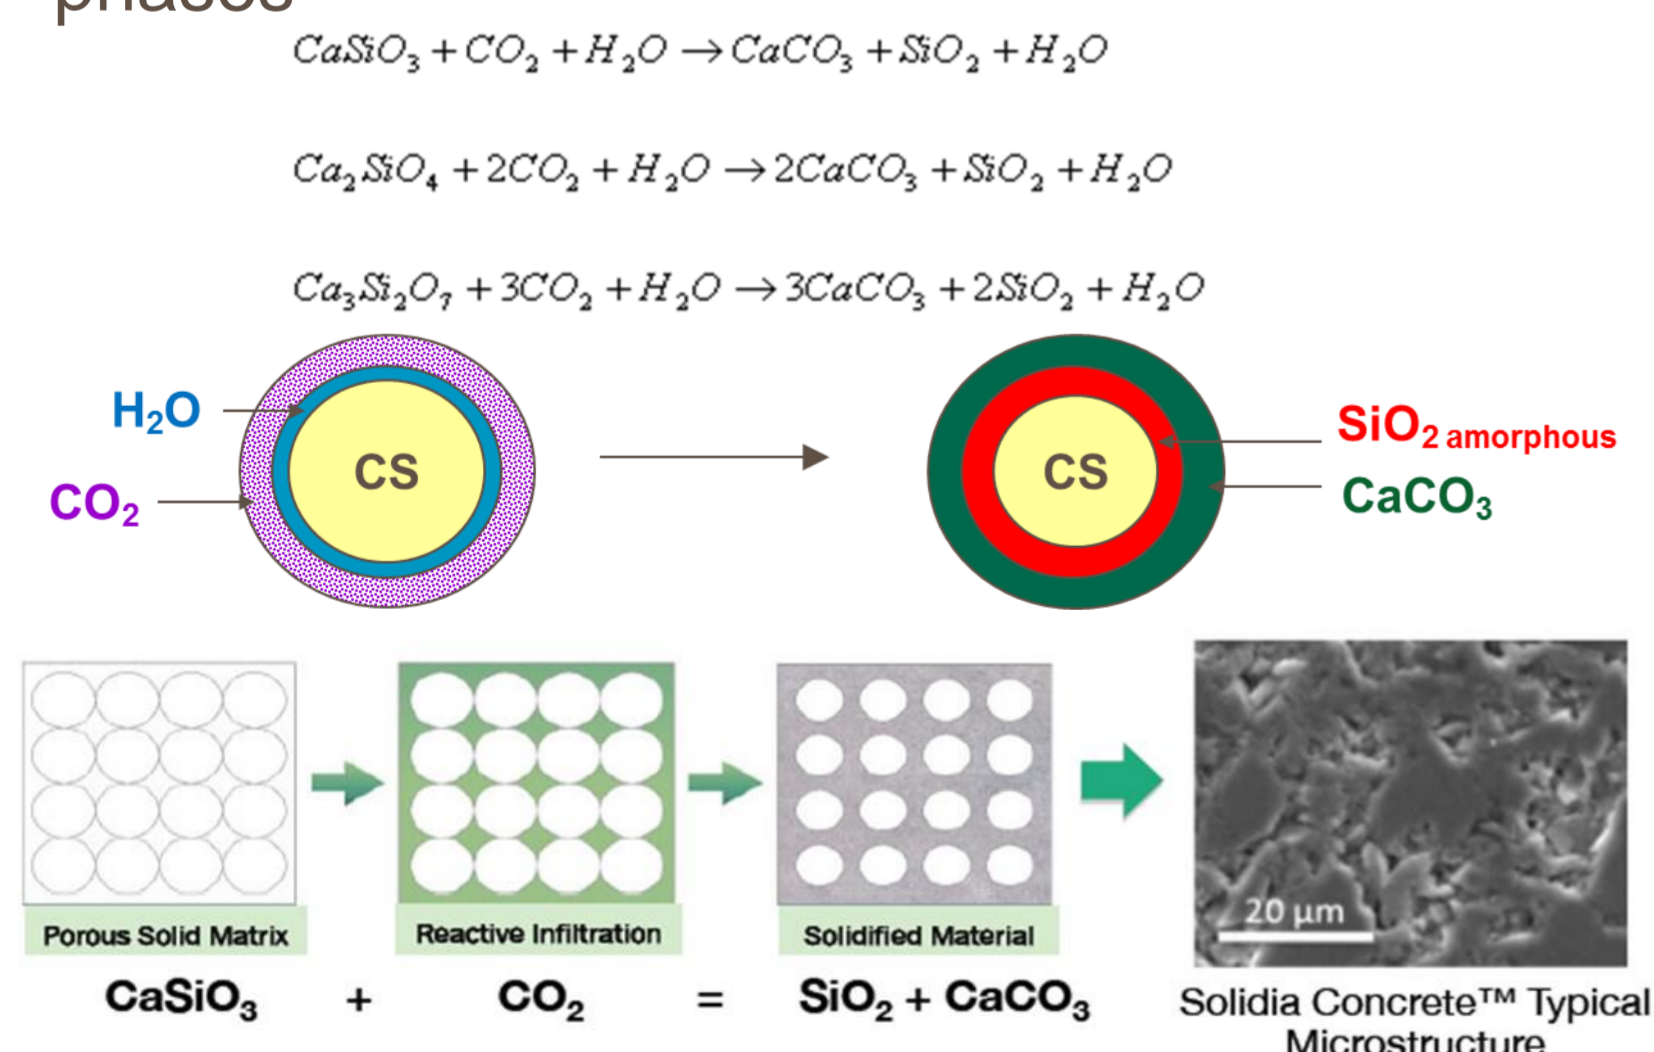 phases
CaSiO₃ + CO₂ + H₂O → CaCO₃ + SiO₂ + H₂O
Ca₂SiO₄ + 2CO₂ + H₂O → 2CaCO₃ + SiO₂ + H₂O
Ca₃Si₂O₇ + 3CO₂ + H₂O → 3CaCO₃ + 2SiO₂ + H₂O
H₂O
CO₂
CS
CS
SiO₂ amorphous
CaCO₃
20 µm
Porous Solid Matrix
Reactive Infiltration
Solidified Material
CaSiO₃ + CO₂ = SiO₂ + CaCO₃
Solidia Concrete™ Typical
Microstructure